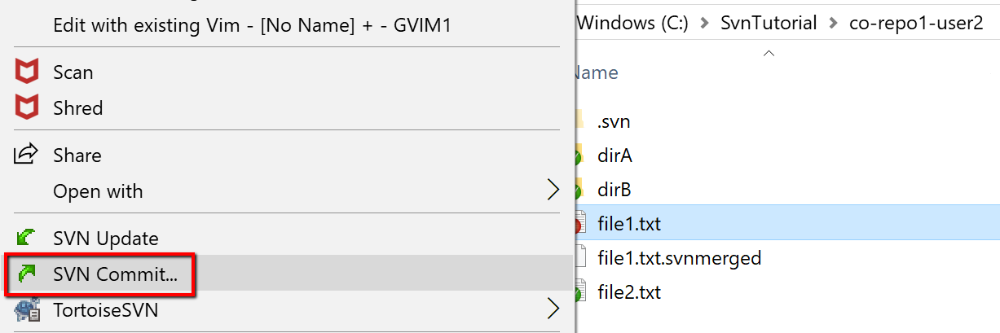 Edit with existing Vim - [No Name] + - GVIM1
Scan
Shred
Share
Open with
SVN Update
SVN Commit...
TortoiseSVN
Windows (C:) > SvnTutorial > co-repo1-user2
Name
.svn
dirA
dirB
file1.txt
file1.txt.svnmerged
file2.txt